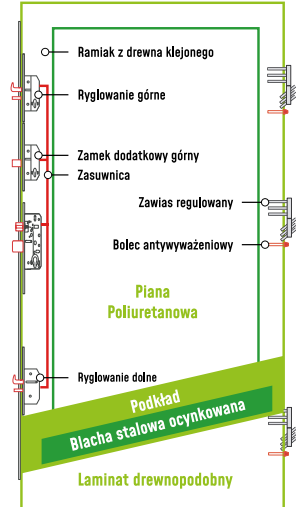 Ramiak z drewna klejonego
Ryglowanie górne
Zamek dodatkowy górny
Zasuwnica
Zawias regulowany
Bolec antywyważeniowy
Piana
Poliuretanowa
Ryglowanie dolne
Podkład
Blacha stalowa ocynkowana
Laminat drewnopodobny